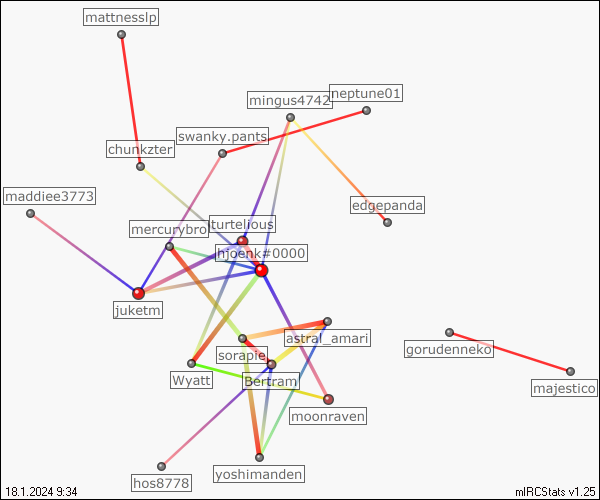 mattnesslp
neptune01
mingus4742
swanky.pants
chunkzter
maddiee3773
edgepanda
turtelious
mercurybro
hjoenk#0000
juketm
astral_amari
gorudenneko
sorapie
Wyatt
Bertram
majestico
moonraven
yoshimanden
hos8778
18.1.2024 9:34
mIRCStats v1.25